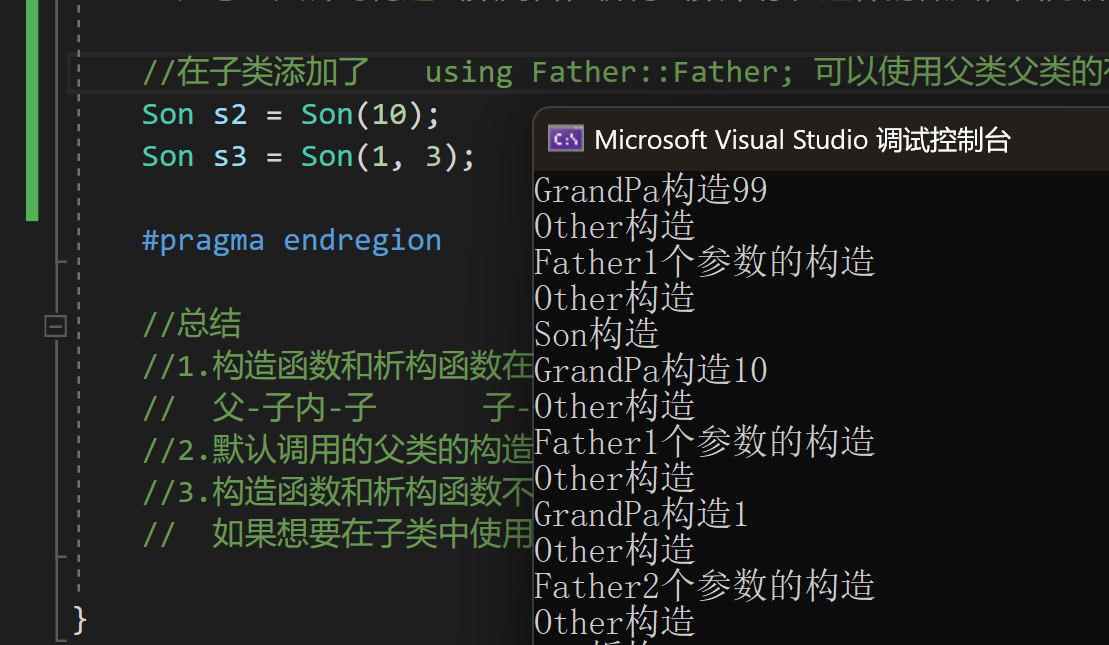 //在子类添加了   using Father::Father; 可以使用父类父类的
Son s2 = Son(10);
Son s3 = Son(1, 3);
#pragma endregion
//总结
//1.构造函数和析构函数在
//  父-子内-子      子-
//2.默认调用的父类的构造
//3.构造函数和析构函数不
//  如果想要在子类中使用
}
Microsoft Visual Studio 调试控制台
GrandPa构造99
Other构造
Father1个参数的构造
Other构造
Son构造
GrandPa构造10
Other构造
Father1个参数的构造
Other构造
GrandPa构造1
Other构造
Father2个参数的构造
Other构造